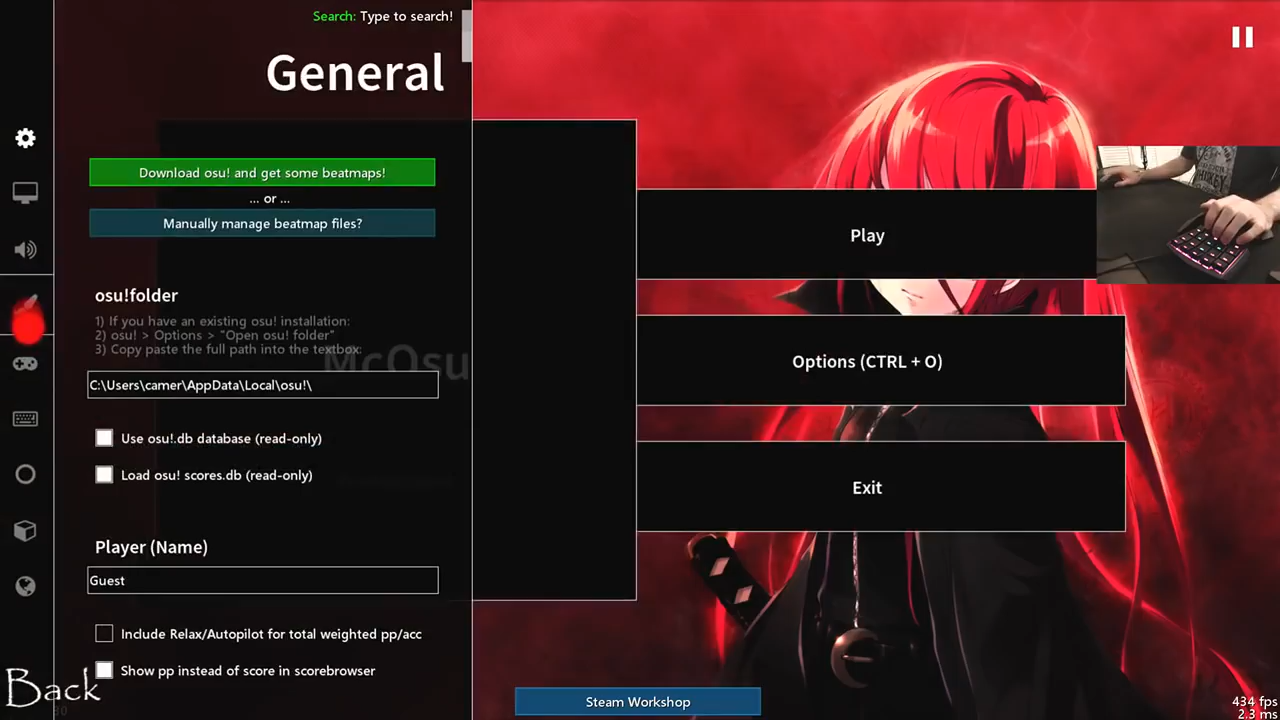 Search: Type to search!
General
Download osu! and get some beatmaps!
... or ...
Manually manage beatmap files?
osu!folder
1) If you have an existing osu! installation:
2) osu! > Options > "Open osu! folder"
3) Copy paste the full path into the textbox:
McOsu
C:\Users\camer\AppData\Local\osu!\
Use osu!.db database (read-only)
Load osu! scores.db (read-only)
Player (Name)
Guest
Include Relax/Autopilot for total weighted pp/acc
Show pp instead of score in scorebrowser
Back
Play
Options (CTRL + O)
Exit
Steam Workshop
434 fps
2.3 ms